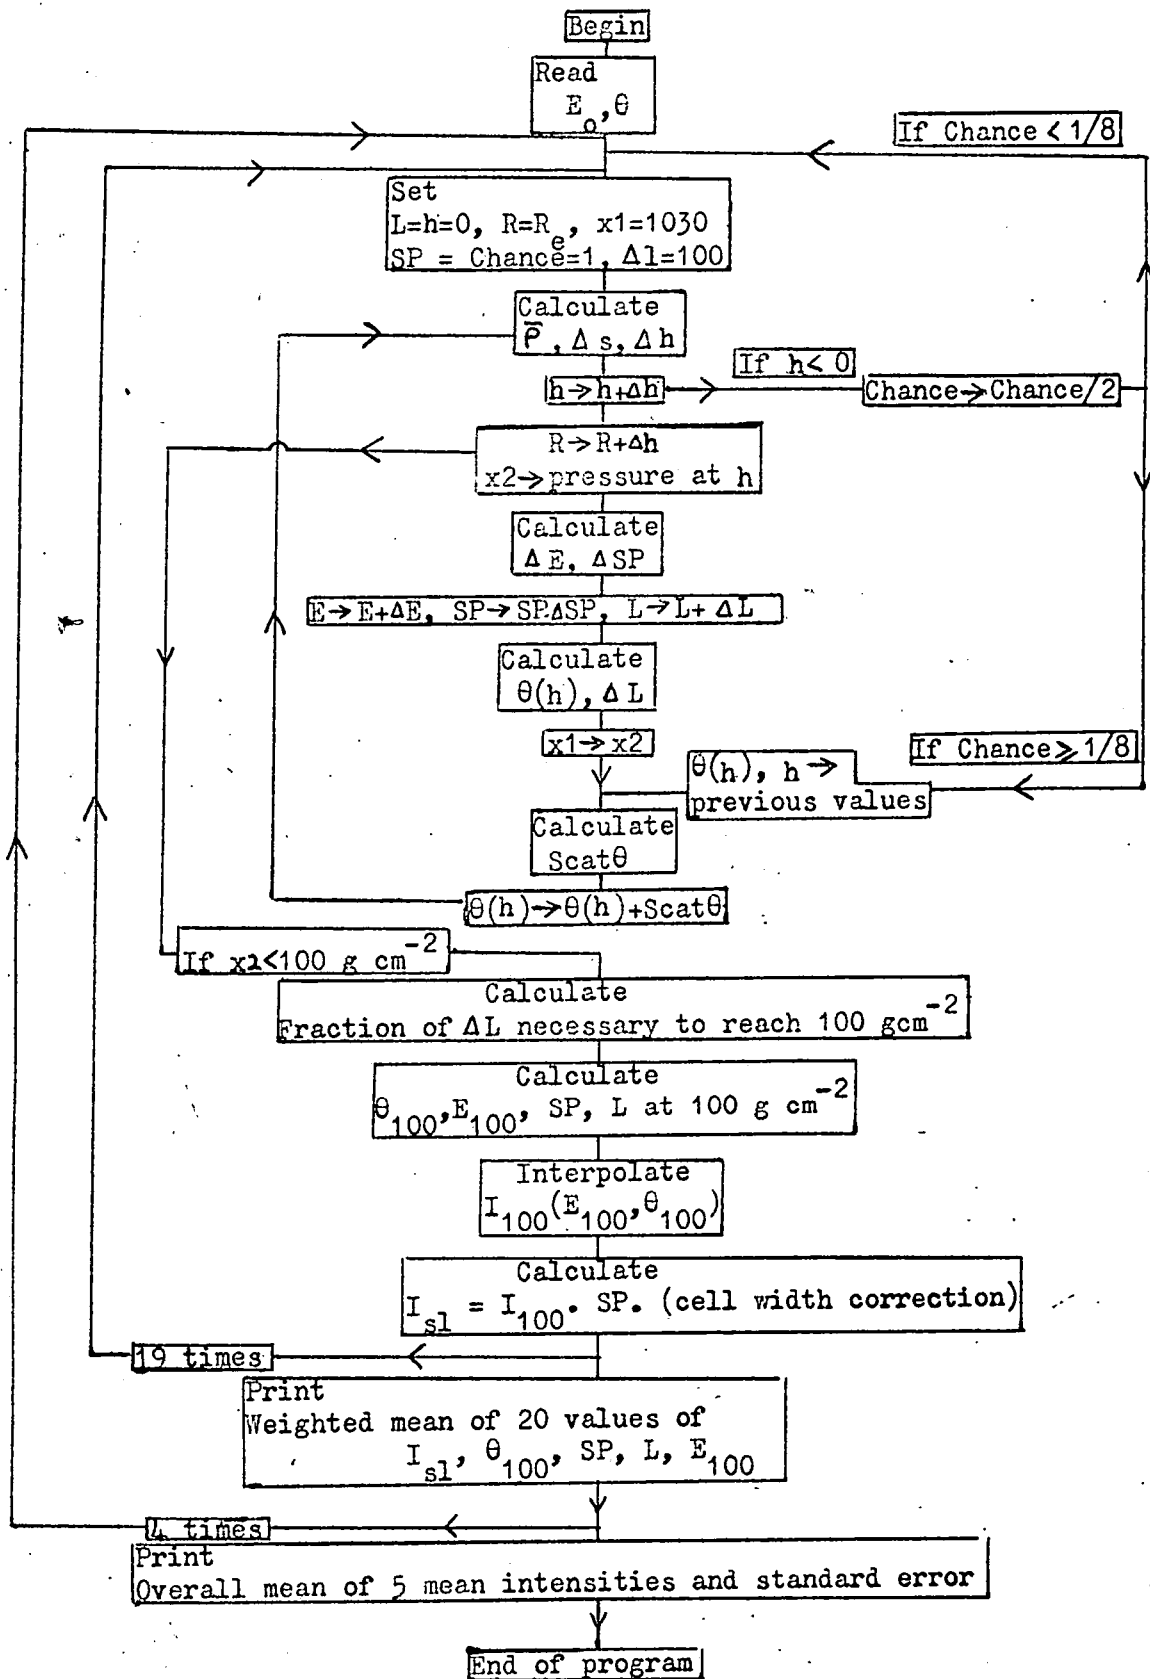 Begin
Read
E₀, θ
If Chance < 1/8
Set
L=h=0, R=Rₑ, x1=1030
SP = Chance=1, Δl=100
Calculate
ρ̅, Δs, Δh
If h< 0
h→h+Δh
Chance→Chance/2
R→R+Δh
x2→pressure at h
Calculate
ΔE, ΔSP
E→E+ΔE, SP→SP.ΔSP, L→L+ ΔL
Calculate
θ(h), ΔL
x1→x2
If Chance⩾1/8
θ(h), h →
previous values
Calculate
Scatθ
θ(h)→θ(h)+Scatθ
If x2<100 g cm⁻²
Calculate
Fraction of ΔL necessary to reach 100 gcm⁻²
Calculate
θ₁₀₀, E₁₀₀, SP, L at 100 g cm⁻²
Interpolate
I₁₀₀(E₁₀₀,θ₁₀₀)
Calculate
Iₛₗ = I₁₀₀. SP. (cell width correction)
19 times
Print
Weighted mean of 20 values of
Iₛₗ, θ₁₀₀, SP, L, E₁₀₀
4 times
Print
Overall mean of 5 mean intensities and standard error
End of program